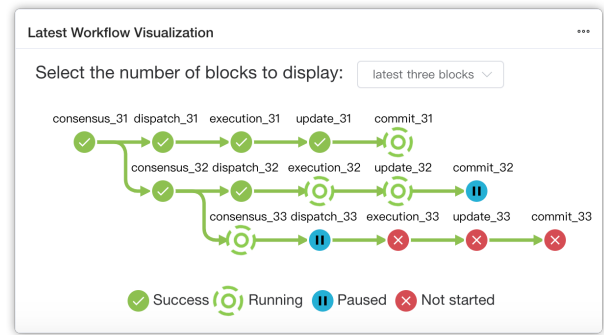 Latest Workflow Visualization
Select the number of blocks to display: latest three blocks
consensus_31 dispatch_31 execution_31 update_31 commit_31
consensus_32 dispatch_32 execution_32 update_32 commit_32
consensus_33 dispatch_33 execution_33 update_33 commit_33
Success Running Paused Not started